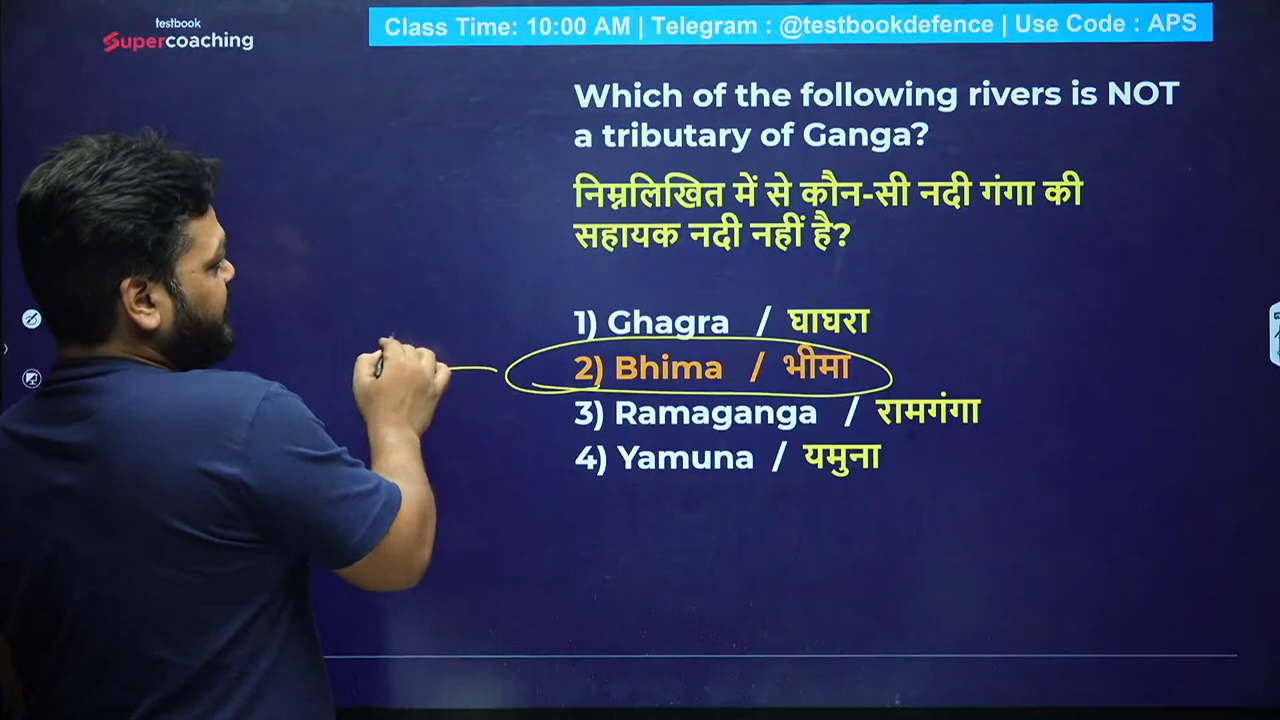 testbook
Supercoaching
Class Time: 10:00 AM | Telegram : @testbookdefence | Use Code : APS
Which of the following rivers is NOT
a tributary of Ganga?
निम्नलिखित में से कौन-सी नदी गंगा की
सहायक नदी नहीं है?
1) Ghagra / घाघरा
2) Bhima / भीमा
3) Ramaganga / रामगंगा
4) Yamuna / यमुना